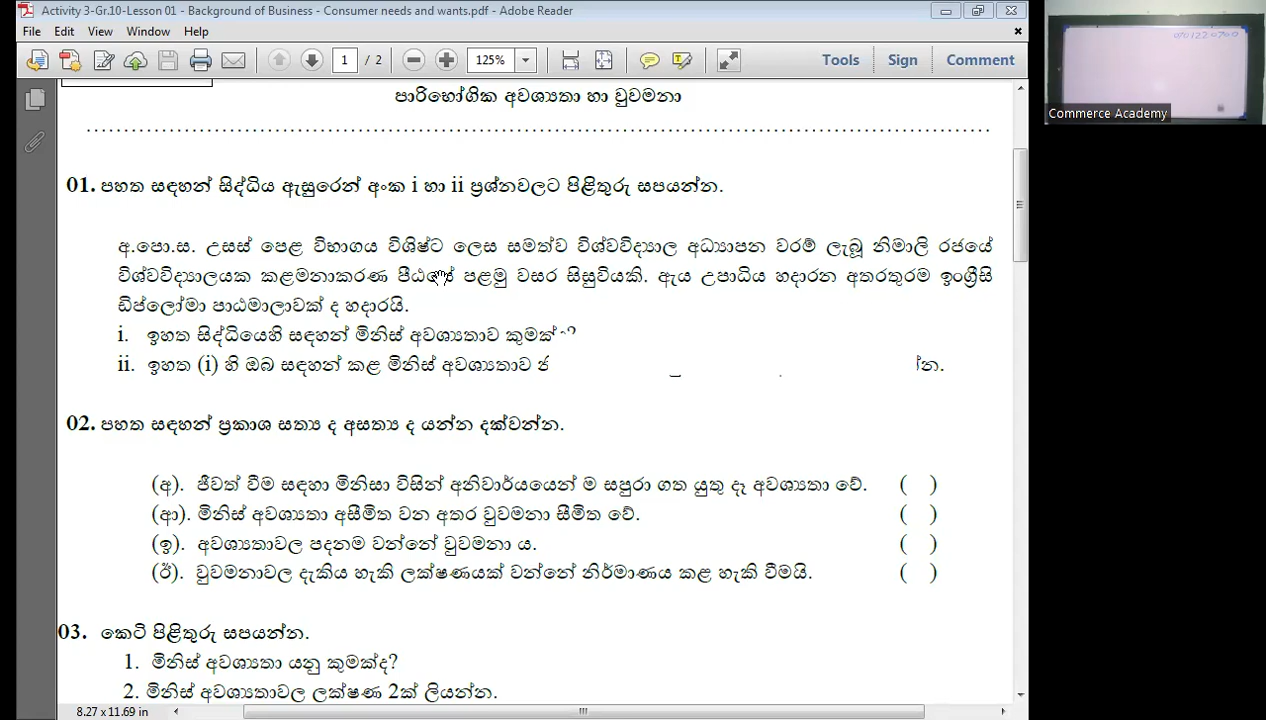 Activity 3-Gr.10-Lesson 01 - Background of Business - Consumer needs and wants.pdf - Adobe Reader
File Edit View Window Help
1 / 2 125% Tools Sign Comment
Commerce Academy
පාරිභෝගික අවශ්‍යතා හා වුවමනා
01. පහත සඳහන් සිද්ධිය ඇසුරෙන් අංක i හා ii ප්‍රශ්නවලට පිළිතුරු සපයන්න.
අ.පො.ස. උසස් පෙළ විභාගය විශිෂ්ට ලෙස සමත්ව විශ්වවිද්‍යාල අධ්‍යාපන වරම් ලැබූ නිමාලි රජයේ
විශ්වවිද්‍යාලයක කළමනාකරණ පීඨයේ පළමු වසර සිසුවියකි. ඇය උපාධිය හදාරන අතරතුරම ඉංග්‍රීසි
ඩිප්ලෝමා පාඨමාලාවක් ද හදාරයි.
i. ඉහත සිද්ධියෙහි සඳහන් මිනිස් අවශ්‍යතාව කුමක්ද?
ii. ඉහත (i) හි ඔබ සඳහන් කළ මිනිස් අවශ්‍යතාව
02. පහත සඳහන් ප්‍රකාශ සත්‍ය ද අසත්‍ය ද යන්න දක්වන්න.
(අ). ජීවත් වීම සඳහා මිනිසා විසින් අනිවාර්යයෙන් ම සපුරා ගත යුතු දෑ අවශ්‍යතා වේ. ( )
(ආ). මිනිස් අවශ්‍යතා අසීමිත වන අතර වුවමනා සීමිත වේ. ( )
(ඉ). අවශ්‍යතාවල පදනම වන්නේ වුවමනා ය. ( )
(ඊ). වුවමනාවල දැකිය හැකි ලක්ෂණයක් වන්නේ නිර්මාණය කළ හැකි වීමයි. ( )
03. කෙටි පිළිතුරු සපයන්න.
1. මිනිස් අවශ්‍යතා යනු කුමක්ද?
2. මිනිස් අවශ්‍යතාවල ලක්ෂණ 2ක් ලියන්න.
8.27 x 11.69 in